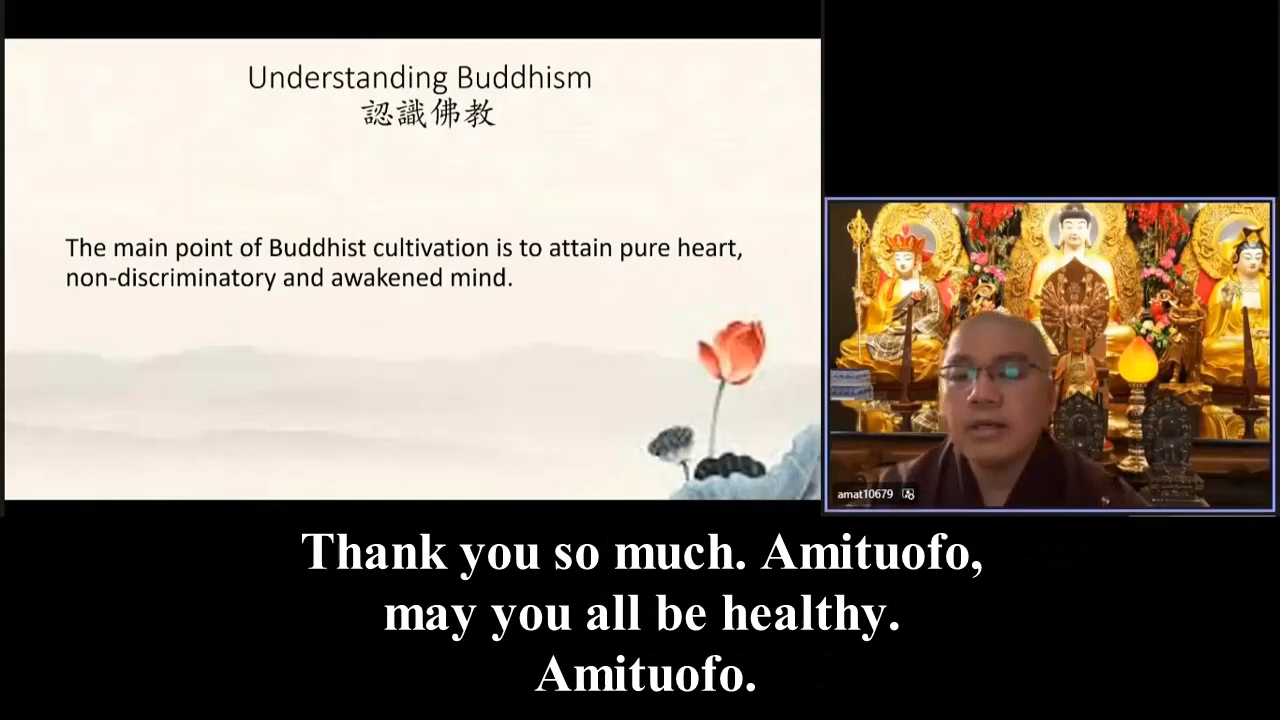 Understanding Buddhism
認識佛教
The main point of Buddhist cultivation is to attain pure heart,
non-discriminatory and awakened mind.
amat10679
Thank you so much. Amituofo,
may you all be healthy.
Amituofo.